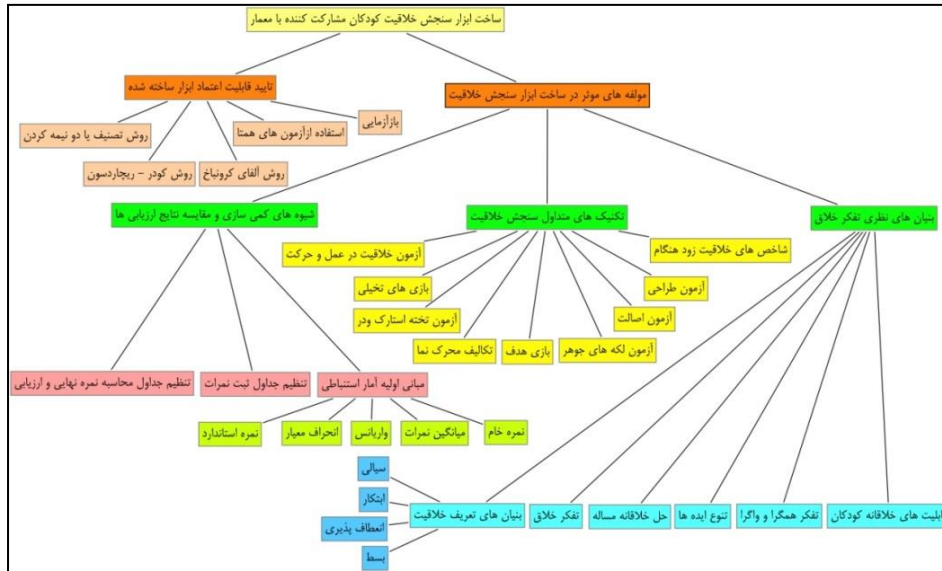 ساخت ابزار سنجش خلاقیت کودکان مشارکت کننده با معمار
تایید قابلیت اعتماد ابزار ساخته شده
مولفه های موثر در ساخت ابزار سنجش خلاقیت
بازآزمایی
استفاده ازآزمون های همتا
روش تصنیف یا دو نیمه کردن
روش آلفای کرونباخ
روش کودر - ریچاردسون
بنیان های نظری تفکر خلاق
تکنیک های متداول سنجش خلاقیت
شیوه های کمی سازی و مقایسه نتایج ارزیابی ها
شاخص های خلاقیت زود هنگام
آزمون خلاقیت در عمل و حرکت
آزمون طراحی
بازی های تخیلی
آزمون اصالت
آزمون تخته استارک ودر
آزمون لکه های جوهر
بازی هدف
تکالیف محرک نما
مبانی اولیه آمار استنباطی
تنظیم جداول ثبت نمرات
تنظیم جداول محاسبه نمره نهایی و ارزیابی
نمره خام
میانگین نمرات
واریانس
انحراف معیار
نمره استاندارد
سیالی
ابتکار
انعطاف پذیری
بسط
ابلیت های خلاقانه کودکان
تفکر همگرا و واگرا
تنوع ایده ها
حل خلاقانه مساله
تفکر خلاق
بنیان های تعریف خلاقیت